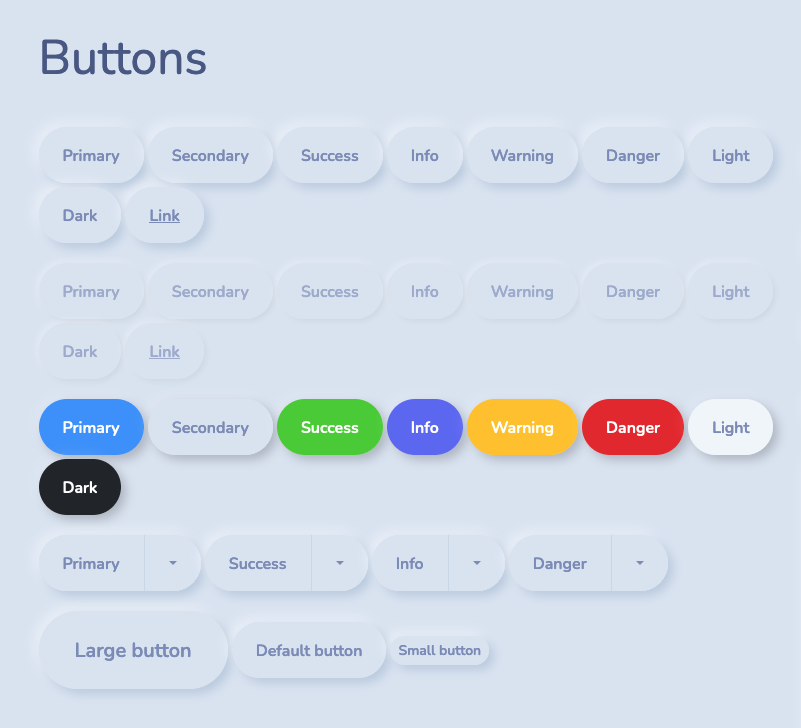 Buttons
Primary Secondary Success Info Warning Danger Light
Dark Link
Primary Secondary Success Info Warning Danger Light
Dark Link
Primary Secondary Success Info Warning Danger Light
Dark
Primary Success Info Danger
Large button Default button Small button